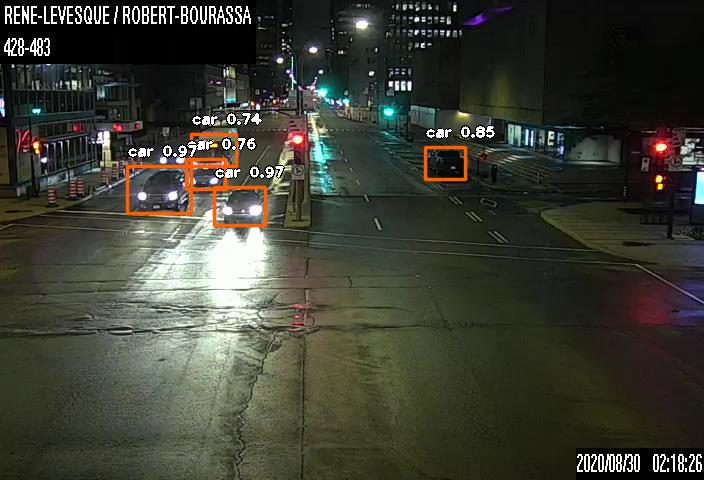 RENE-LEVESQUE / ROBERT-BOURASSA
428-483
car 0.74
car 0.85
car 0.97
car 0.76
car 0.97
2020/08/30 02:18:26